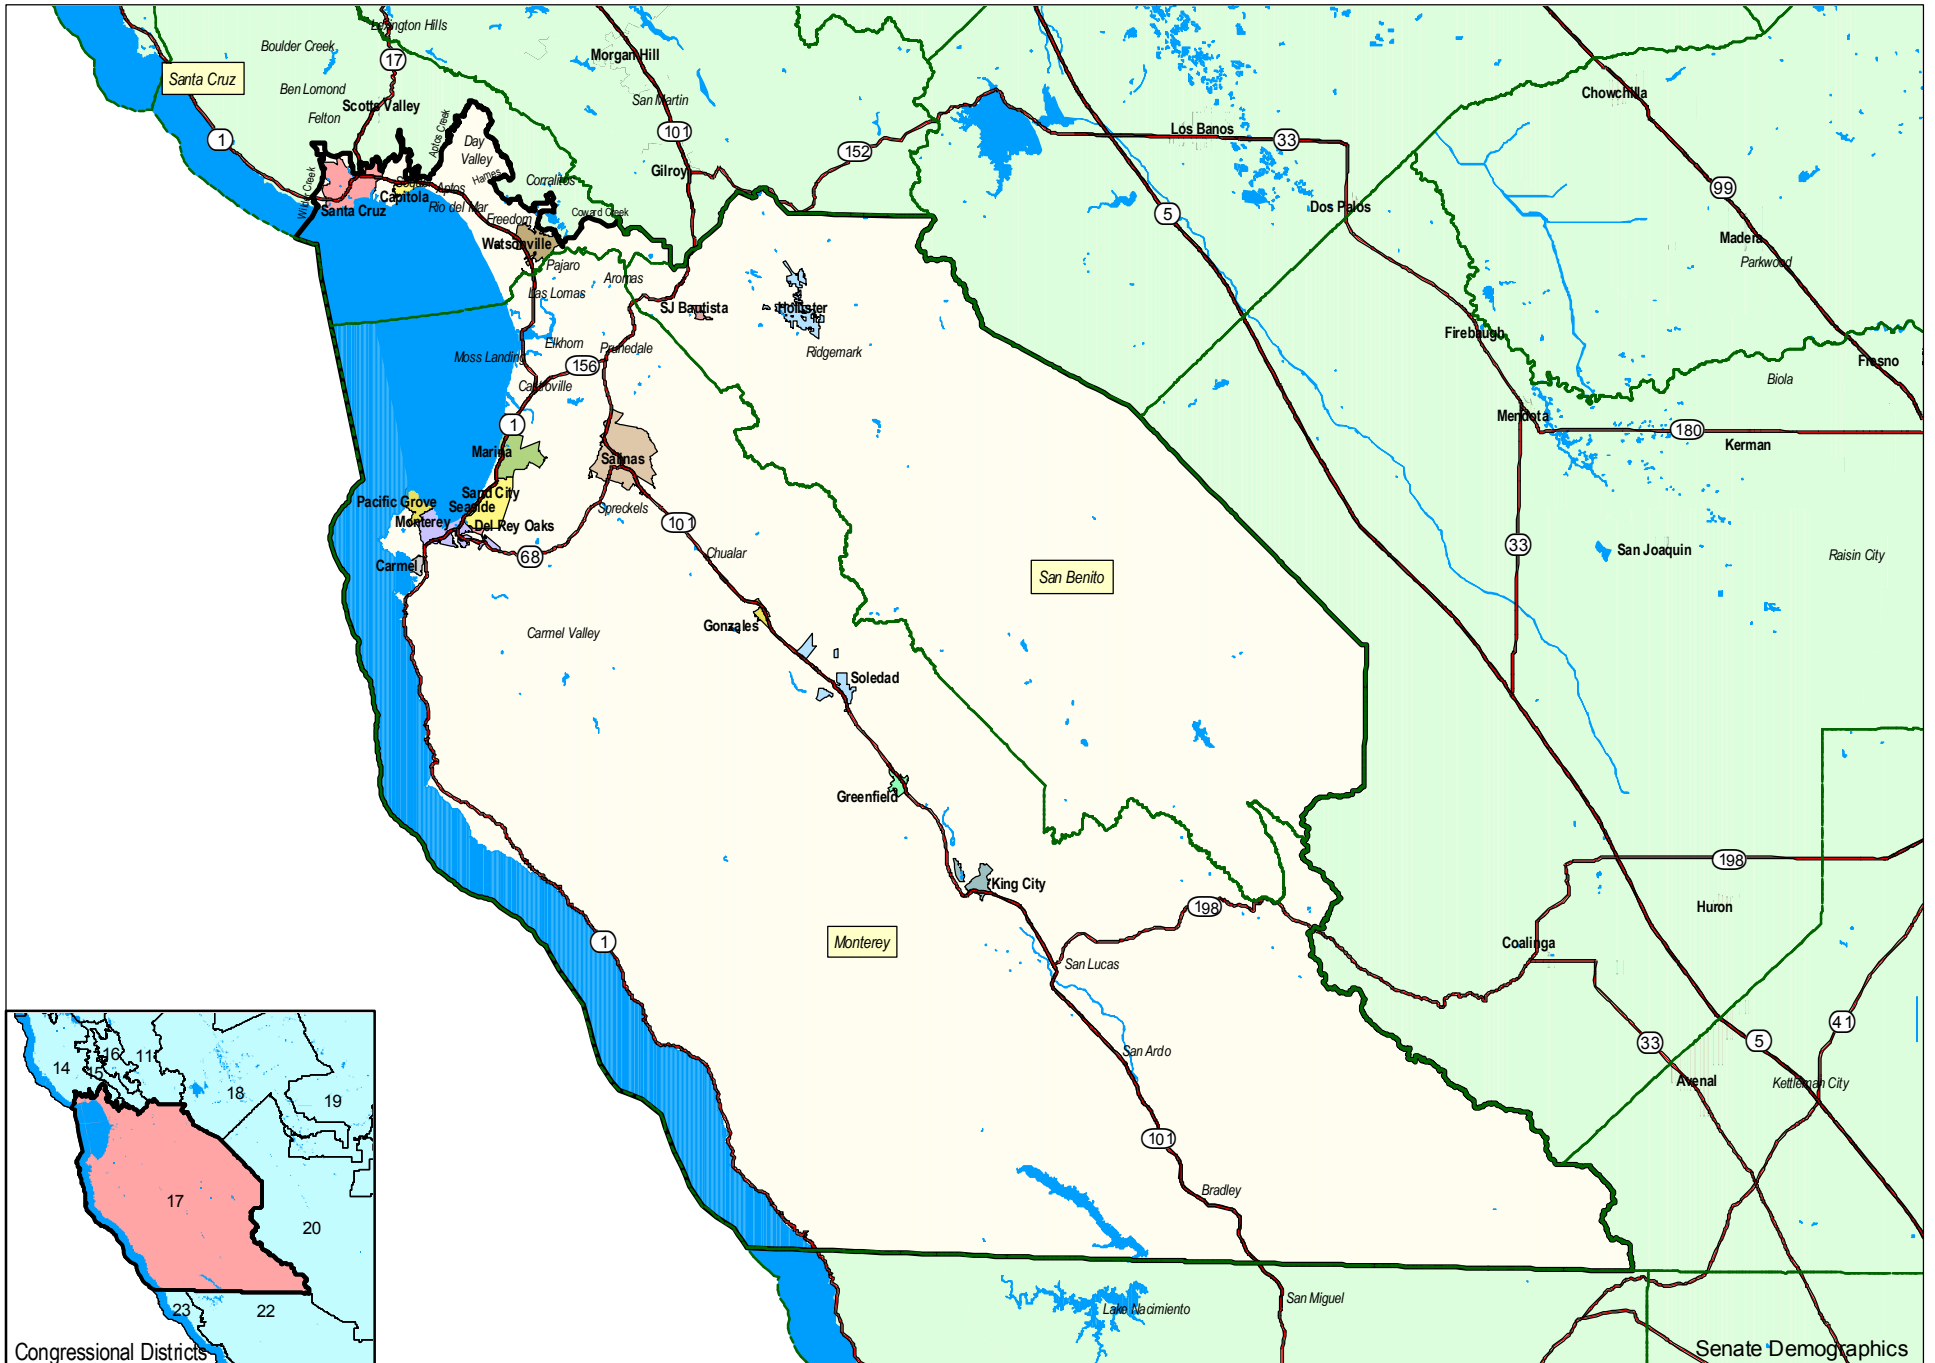 Lexington Hills
Boulder Creek
17
Morgan Hill
Santa Cruz
Ben Lomond
Scotts Valley
Felton
San Martin
Chowchilla
1
Aptos Creek
Day
Valley
101
152
Los Banos
33
Gilroy
Hames
Corralitos
99
5
Dos Palos
Capitola
Aptos
Santa Cruz
Rio del Mar
Freedom
Coward Creek
Watsonville
Madera
Parkwood
Pajaro
Aromas
Las Lomas
SJ Bautista
Hollister
Ridgemark
Firebaugh
Elkhorn
Prunedale
Moss Landing
156
Castroville
Fresno
Biola
Mendota
1
180
Kerman
Marina
Salinas
Sand City
Pacific Grove
Seaside
Spreckels
Monterey
Del Rey Oaks
101
68
Chualar
33
San Joaquin
Raisin City
Carmel
San Benito
Gonzales
Carmel Valley
Soledad
Greenfield
198
King City
198
Huron
Monterey
1
San Lucas
Coalinga
41
33
5
San Ardo
Avenal
Kettleman City
101
Bradley
San Miguel
Lake Nacimiento
14
16
11
15
18
19
17
20
23
22
Congressional Districts
Senate Demographics